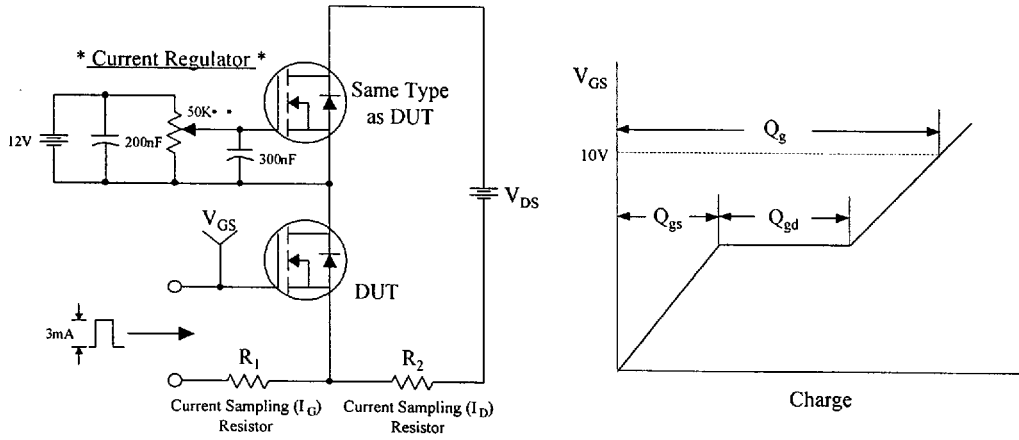 * Current Regulator *
50K
12V
200nF
300nF
Same Type
as DUT
V_DS
V_GS
DUT
3mA
R_1
R_2
Current Sampling (I_G)
Resistor
Current Sampling (I_D)
Resistor
V_GS
Q_g
10V
Q_gs
Q_gd
Charge